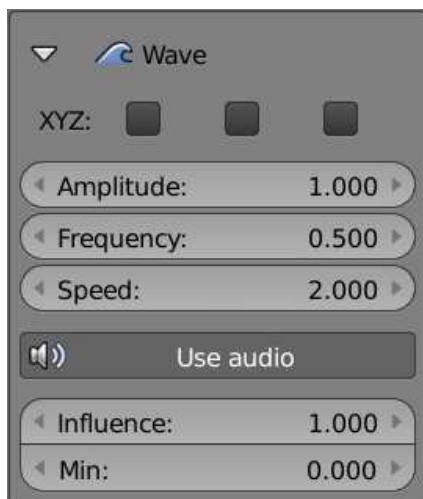 Wave
XYZ:
Amplitude: 1.000
Frequency: 0.500
Speed: 2.000
Use audio
Influence: 1.000
Min: 0.000